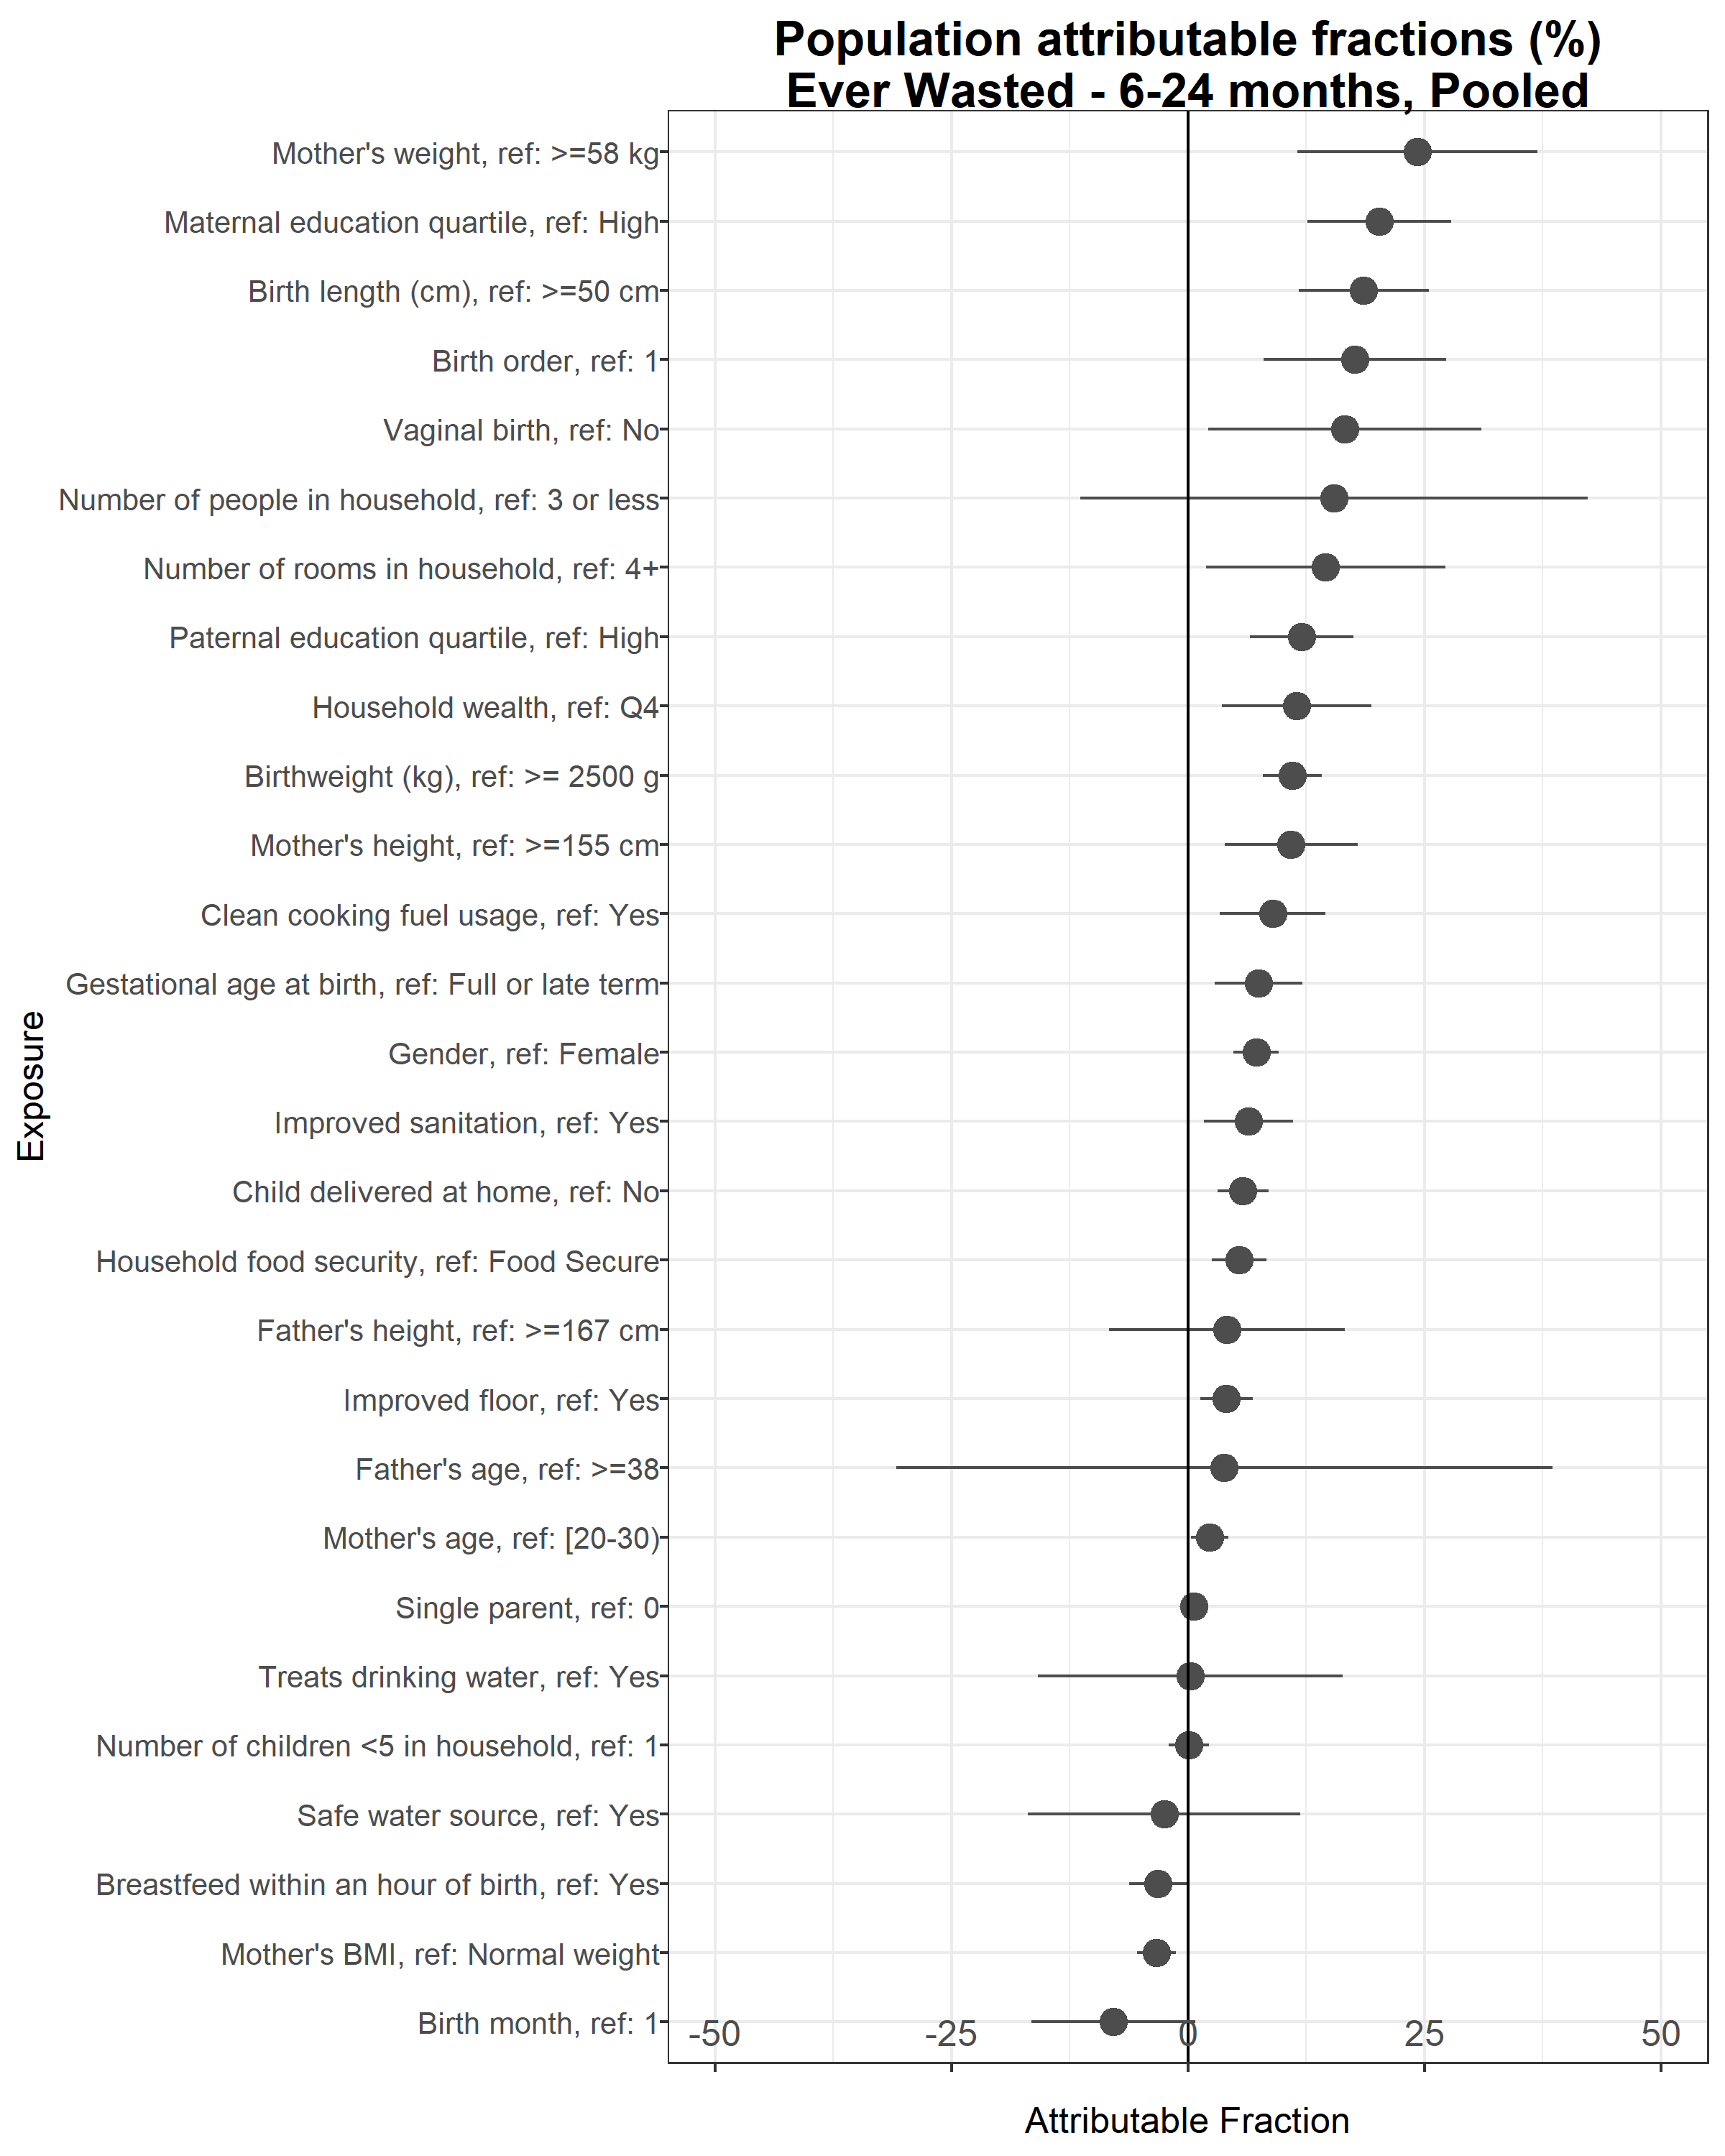 Population attributable fractions (%)
Ever Wasted - 6-24 months, Pooled
Mother's weight, ref: >=58 kg
Maternal education quartile, ref: High
Birth length (cm), ref: >=50 cm
Birth order, ref: 1
Vaginal birth, ref: No
Number of people in household, ref: 3 or less
Number of rooms in household, ref: 4+
Paternal education quartile, ref: High
Household wealth, ref: Q4
Birthweight (kg), ref: >= 2500 g
Mother's height, ref: >=155 cm
Clean cooking fuel usage, ref: Yes
Gestational age at birth, ref: Full or late term
Gender, ref: Female
Improved sanitation, ref: Yes
Child delivered at home, ref: No
Household food security, ref: Food Secure
Father's height, ref: >=167 cm
Improved floor, ref: Yes
Father's age, ref: >=38
Mother's age, ref: [20-30)
Single parent, ref: 0
Treats drinking water, ref: Yes
Number of children <5 in household, ref: 1
Safe water source, ref: Yes
Breastfeed within an hour of birth, ref: Yes
Mother's BMI, ref: Normal weight
Birth month, ref: 1
Exposure
-50 -25 0 25 50
Attributable Fraction